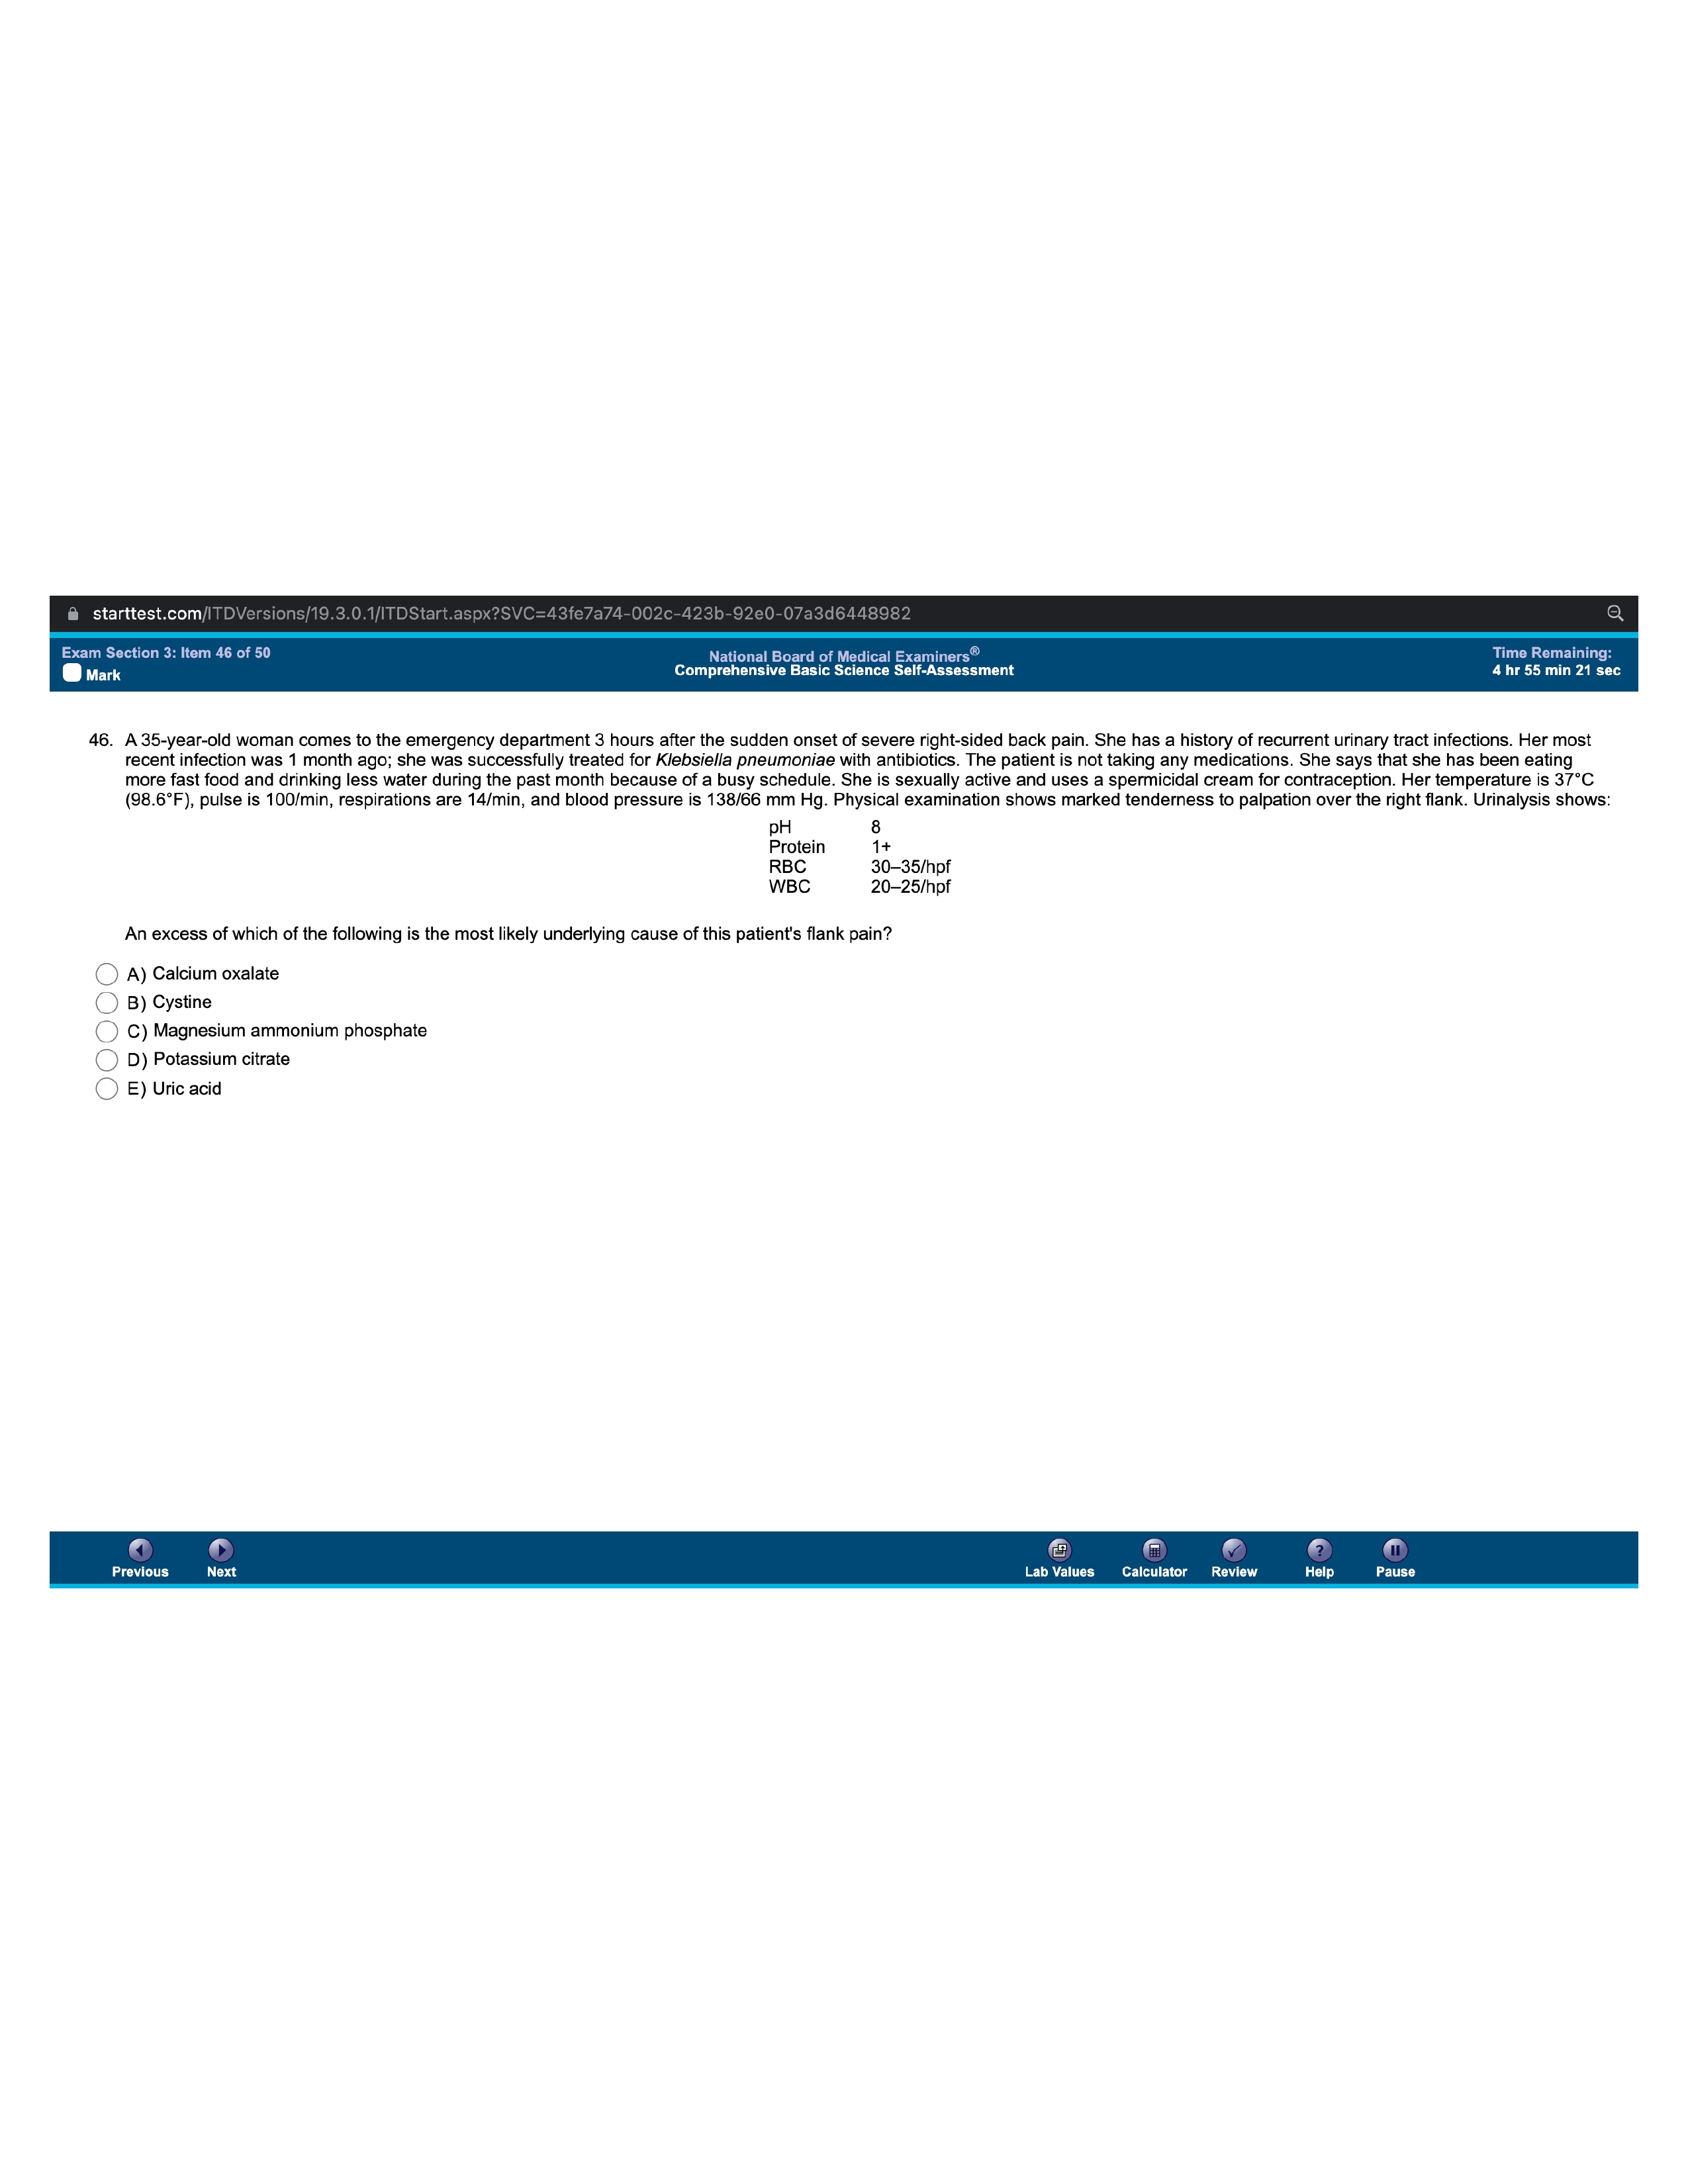 starttest.com/ITDVersions/19.3.0.1/ITDStart.aspx?SVC=43fe7a74-002c-423b-92e0-07a3d6448982
Exam Section 3: Item 46 of 50
Mark
National Board of Medical Examiners®
Comprehensive Basic Science Self-Assessment
Time Remaining:
4 hr 55 min 21 sec
46. A 35-year-old woman comes to the emergency department 3 hours after the sudden onset of severe right-sided back pain. She has a history of recurrent urinary tract infections. Her most
recent infection was 1 month ago; she was successfully treated for Klebsiella pneumoniae with antibiotics. The patient is not taking any medications. She says that she has been eating
more fast food and drinking less water during the past month because of a busy schedule. She is sexually active and uses a spermicidal cream for contraception. Her temperature is 37°C
(98.6°F), pulse is 100/min, respirations are 14/min, and blood pressure is 138/66 mm Hg. Physical examination shows marked tenderness to palpation over the right flank. Urinalysis shows:
pH 8
Protein 1+
RBC 30–35/hpf
WBC 20–25/hpf
An excess of which of the following is the most likely underlying cause of this patient's flank pain?
A) Calcium oxalate
B) Cystine
C) Magnesium ammonium phosphate
D) Potassium citrate
E) Uric acid
Previous
Next
Lab Values
Calculator
Review
Help
Pause